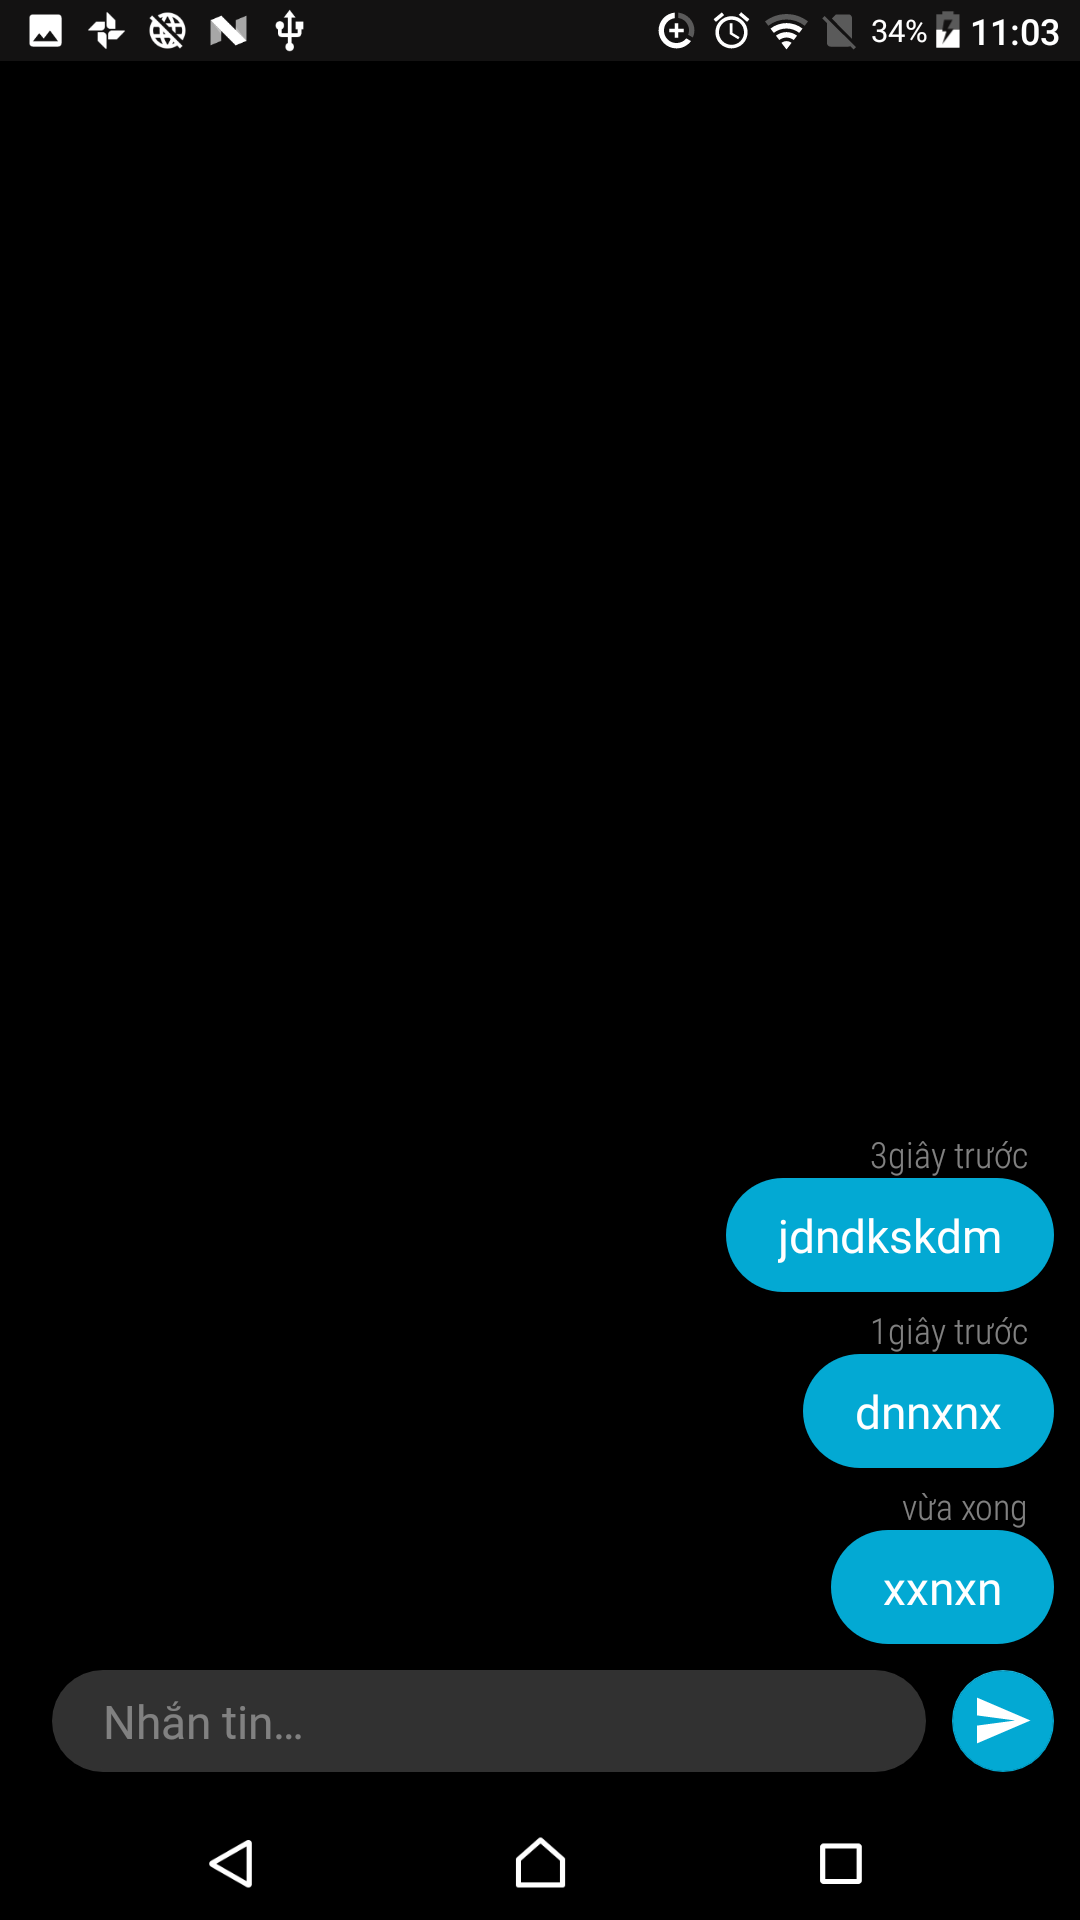 34% 11:03
3giây trước
jdndkskdm
1giây trước
dnnxnx
vừa xong
xxnxn
Nhắn tin...